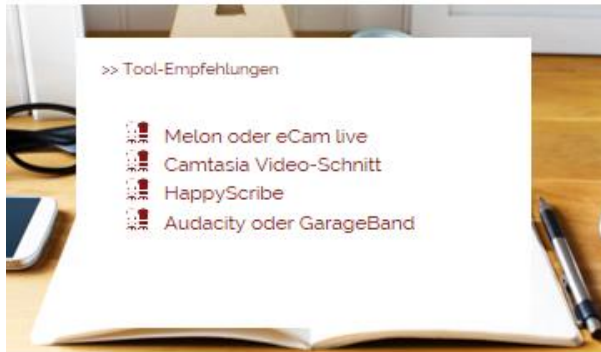 >> Tool-Empfehlungen
Melon oder eCam live
Camtasia Video-Schnitt
HappyScribe
Audacity oder GarageBand